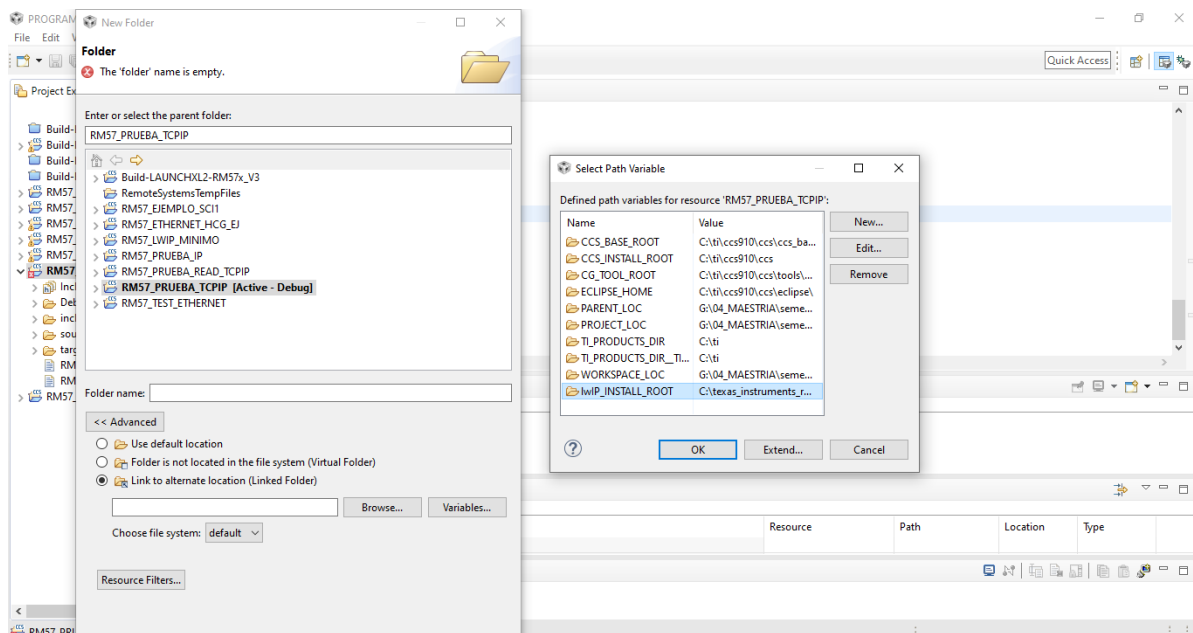 PROGRAM
File Edit
Quick Access
Project Ex
Build-
Build-
Build-
Build-
RM57_
RM57_
RM57_
RM57_
RM57_
RM57
Incl
Deb
incl
sou
targ
RM
RM
RM57_
New Folder
Folder
The 'folder' name is empty.
Enter or select the parent folder:
RM57_PRUEBA_TCPIP
Build-LAUNCHXL2-RM57x_V3
RemoteSystemsTempFiles
RM57_EJEMPLO_SCI1
RM57_ETHERNET_HCG_EJ
RM57_LWIP_MINIMO
RM57_PRUEBA_IP
RM57_PRUEBA_READ_TCPIP
RM57_PRUEBA_TCPIP [Active - Debug]
RM57_TEST_ETHERNET
Folder name:
<< Advanced
Use default location
Folder is not located in the file system (Virtual Folder)
Link to alternate location (Linked Folder)
Browse... Variables...
Choose file system: default
Resource Filters...
Select Path Variable
Defined path variables for resource 'RM57_PRUEBA_TCPIP':
Name Value
CCS_BASE_ROOT C:\ti\ccs910\ccs\ccs_ba...
CCS_INSTALL_ROOT C:\ti\ccs910\ccs
CG_TOOL_ROOT C:\ti\ccs910\ccs\tools\...
ECLIPSE_HOME C:\ti\ccs910\ccs\eclipse\
PARENT_LOC G:\04_MAESTRIA\seme...
PROJECT_LOC G:\04_MAESTRIA\seme...
TI_PRODUCTS_DIR C:\ti
TI_PRODUCTS_DIR__TI... C:\ti
WORKSPACE_LOC G:\04_MAESTRIA\seme...
lwIP_INSTALL_ROOT C:\texas_instruments_r...
New...
Edit...
Remove
OK Extend... Cancel
Resource Path Location Type